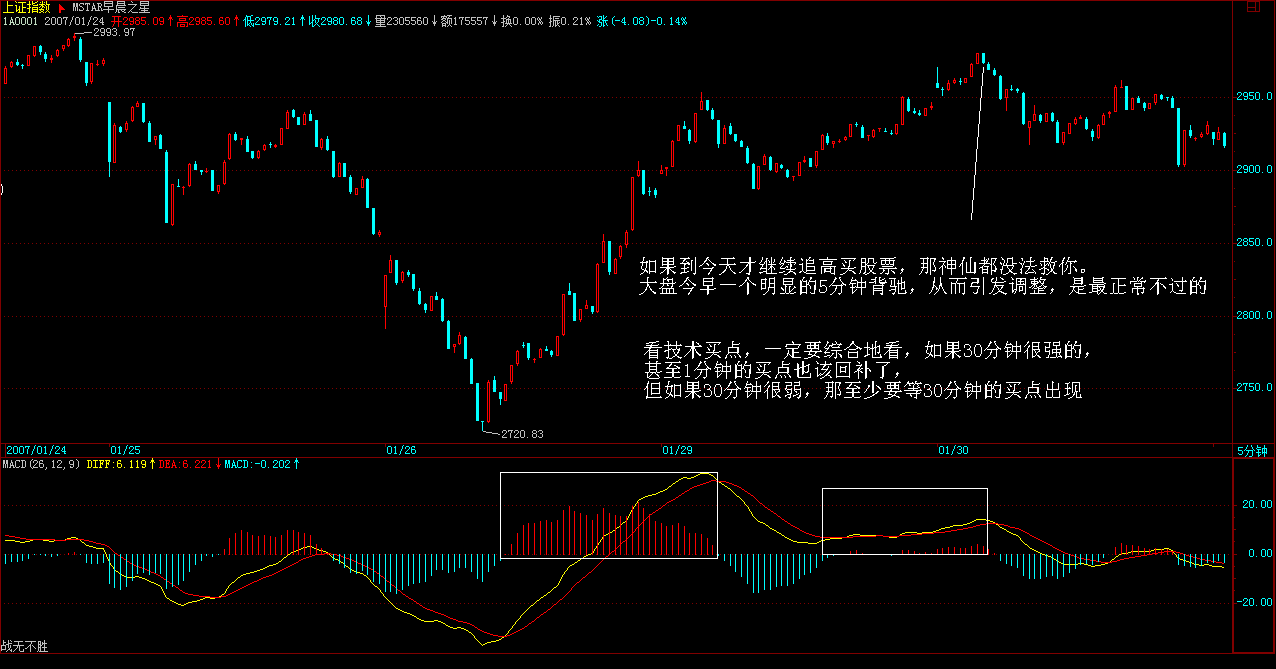 上证指数 MSTAR早晨之星
1A0001 2007/01/24 开2985.09↑高2985.60↑低2979.21↑收2980.68↓量2305560↓额175557↓换0.00% 振0.21% 涨(-4.08)-0.14%
2993.97
2950.0
2900.0
2850.0
如果到今天才继续追高买股票，那神仙都没法救你。
大盘今早一个明显的5分钟背驰，从而引发调整，是最正常不过的
2800.0
看技术买点，一定要综合地看，如果30分钟很强的，
甚至1分钟的买点也该回补了，
但如果30分钟很弱，那至少要等30分钟的买点出现
2750.0
2720.83
2007/01/24 01/25 01/26 01/29 01/30 5分钟
MACD(26,12,9) DIFF:6.119↑DEA:6.221↓MACD:-0.202↑
20.00
0.00
-20.00
战无不胜